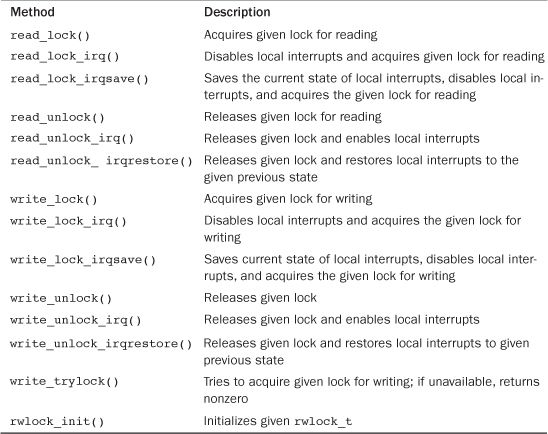 Method Description
read_lock() Acquires given lock for reading
read_lock_irq() Disables local interrupts and acquires given lock for reading
read_lock_irqsave() Saves the current state of local interrupts, disables local in-
terrupts, and acquires the given lock for reading
read_unlock() Releases given lock for reading
read_unlock_irq() Releases given lock and enables local interrupts
read_unlock_ irqrestore() Releases given lock and restores local interrupts to the
given previous state
write_lock() Acquires given lock for writing
write_lock_irq() Disables local interrupts and acquires the given lock for
writing
write_lock_irqsave() Saves current state of local interrupts, disables local inter-
rupts, and acquires the given lock for writing
write_unlock() Releases given lock
write_unlock_irq() Releases given lock and enables local interrupts
write_unlock_irqrestore() Releases given lock and restores local interrupts to given
previous state
write_trylock() Tries to acquire given lock for writing; if unavailable, returns
nonzero
rwlock_init() Initializes given rwlock_t